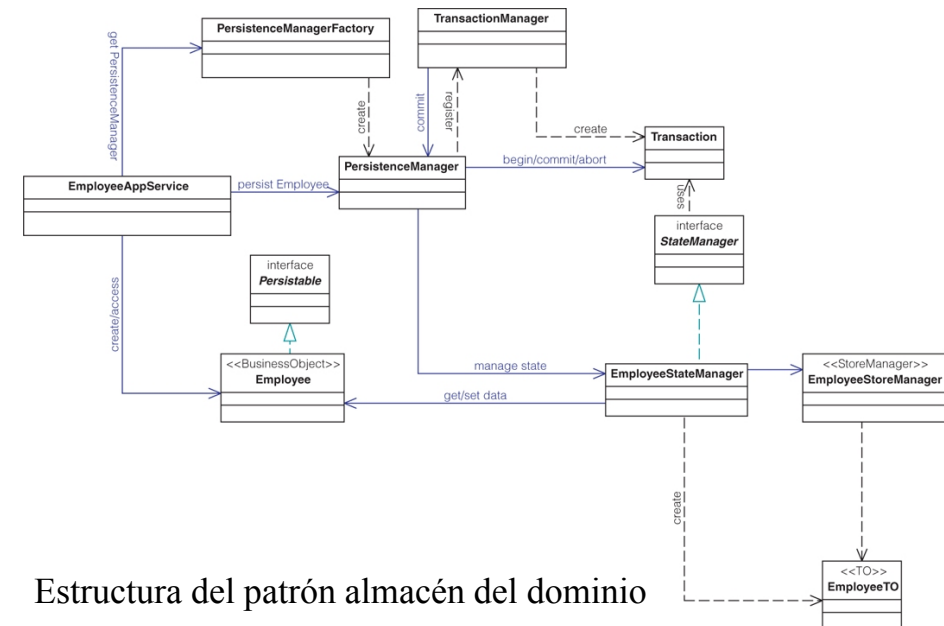 TransactionManager
PersistenceManagerFactory
get PersistenceManager
create
commit
register
create
Transaction
PersistenceManager
begin/commit/abort
EmployeeAppService
persist Employee
uses
interface
StateManager
interface
Persistable
create/access
<<BusinessObject>>
Employee
manage state
EmployeeStateManager
<<StoreManager>>
EmployeeStoreManager
get/set data
create
<<TO>>
EmployeeTO
Estructura del patrón almacén del dominio